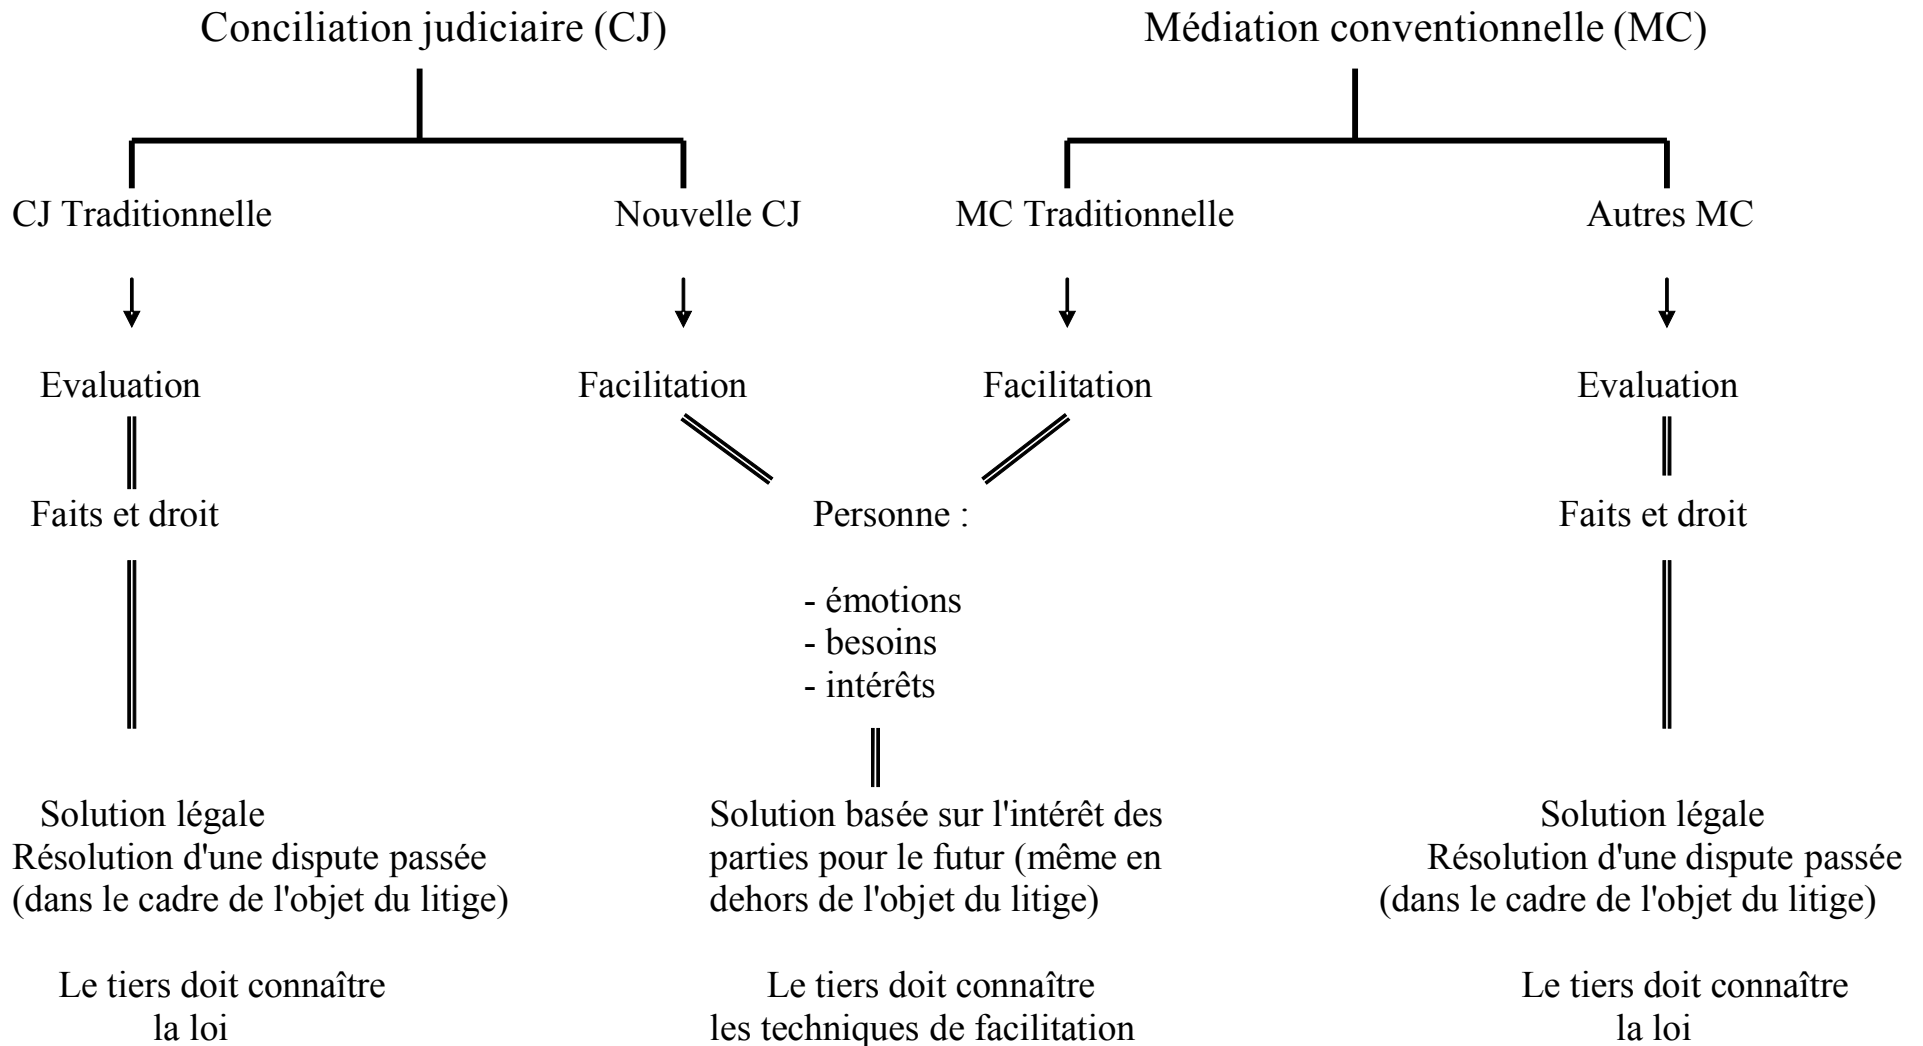 Conciliation judiciaire (CJ)
Médiation conventionnelle (MC)
CJ Traditionnelle
Nouvelle CJ
MC Traditionnelle
Autres MC
Evaluation
Facilitation
Facilitation
Evaluation
Faits et droit
Personne :
Faits et droit
- émotions
- besoins
- intérêts
Solution légale
Résolution d'une dispute passée
(dans le cadre de l'objet du litige)
Solution basée sur l'intérêt des
parties pour le futur (même en
dehors de l'objet du litige)
Solution légale
Résolution d'une dispute passée
(dans le cadre de l'objet du litige)
Le tiers doit connaître
la loi
Le tiers doit connaître
les techniques de facilitation
Le tiers doit connaître
la loi